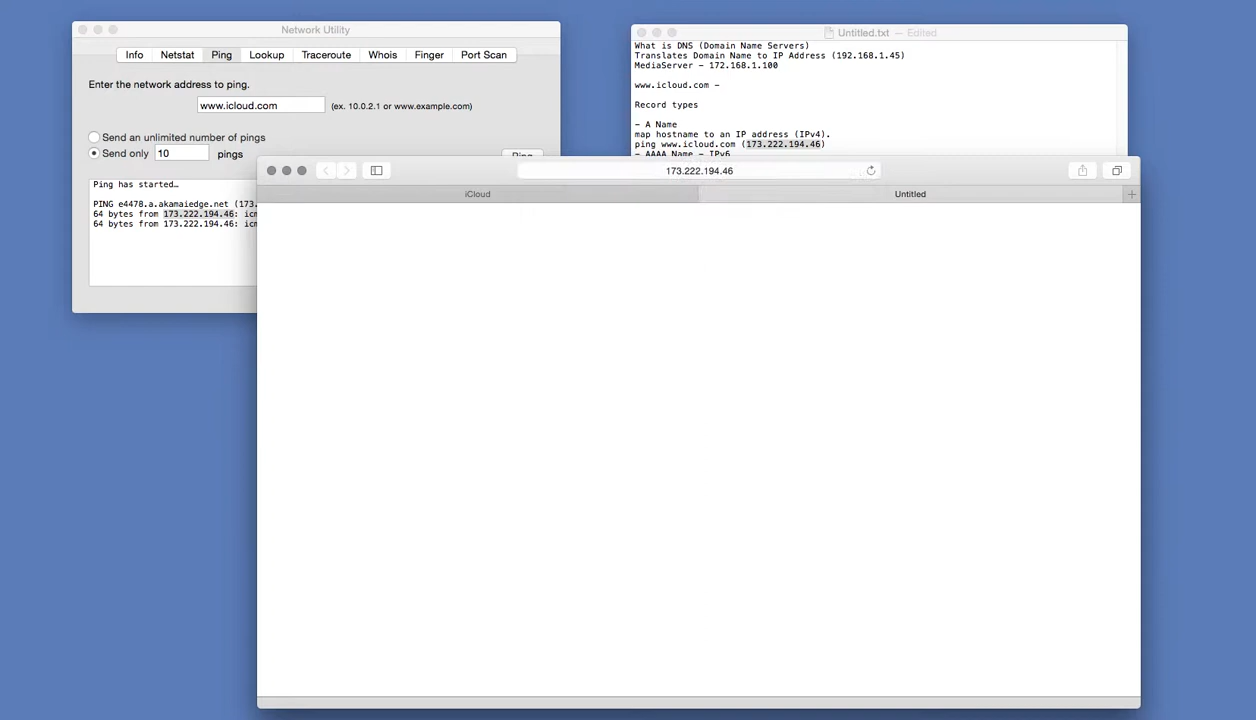 Network Utility
Info Netstat Ping Lookup Traceroute Whois Finger Port Scan
Enter the network address to ping.
www.icloud.com (ex. 10.0.2.1 or www.example.com)
Send an unlimited number of pings
Send only 10 pings
Ping
Ping has started…
PING e4478.a.akamaiedge.net (173.
64 bytes from 173.222.194.46: icm
64 bytes from 173.222.194.46: icm
Untitled.txt — Edited
What is DNS (Domain Name Servers)
Translates Domain Name to IP Address (192.168.1.45)
MediaServer – 172.168.1.100
www.icloud.com –
Record types
– A Name
map hostname to an IP address (IPv4).
ping www.icloud.com (173.222.194.46)
– AAAA Name – IPv6
173.222.194.46
iCloud
Untitled